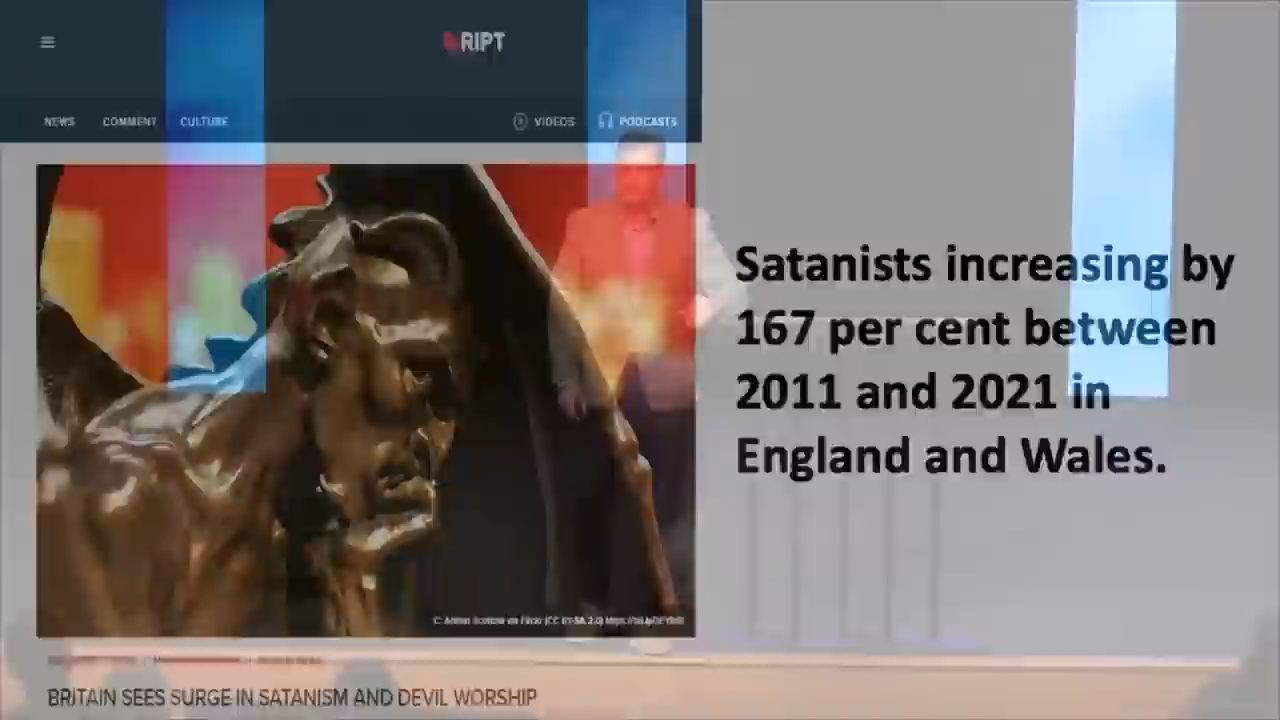 RIPT
NEWS COMMENT CULTURE VIDEOS PODCASTS
Satanists increasing by
167 per cent between
2011 and 2021 in
England and Wales.
BRITAIN SEES SURGE IN SATANISM AND DEVIL WORSHIP